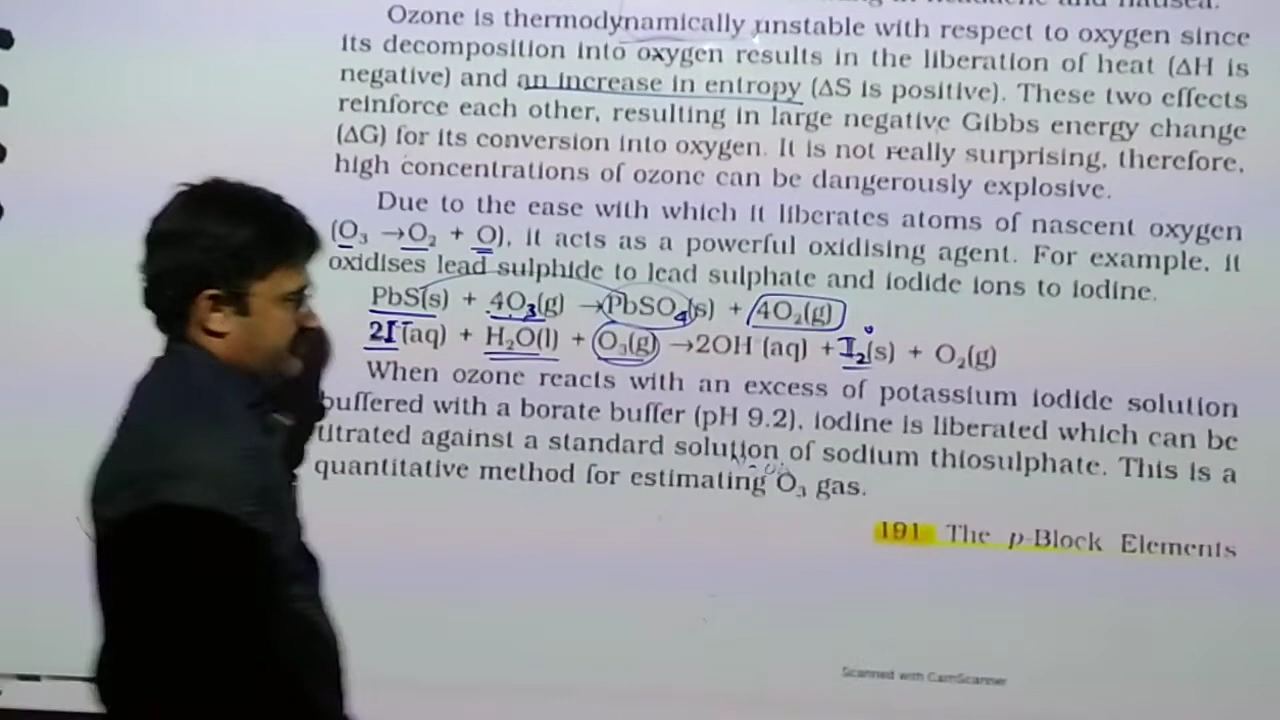 and nausea.
Ozone is thermodynamically unstable with respect to oxygen since
its decomposition into oxygen results in the liberation of heat (ΔH is
negative) and an increase in entropy (ΔS is positive). These two effects
reinforce each other, resulting in large negative Gibbs energy change
(ΔG) for its conversion into oxygen. It is not really surprising, therefore,
high concentrations of ozone can be dangerously explosive.
Due to the ease with which it liberates atoms of nascent oxygen
(O₃ →O₂ + O), it acts as a powerful oxidising agent. For example, it
oxidises lead sulphide to lead sulphate and iodide ions to iodine.
PbS(s) + 4O₃(g) →PbSO₄(s) + 4O₂(g)
2I⁻(aq) + H₂O(l) + O₃(g) →2OH (aq) + I₂(s) + O₂(g)
When ozone reacts with an excess of potassium iodide solution
buffered with a borate buffer (pH 9.2), iodine is liberated which can be
titrated against a standard solution of sodium thiosulphate. This is a
quantitative method for estimating O₃ gas.
191 The p-Block Elements
Scanned with CamScanner